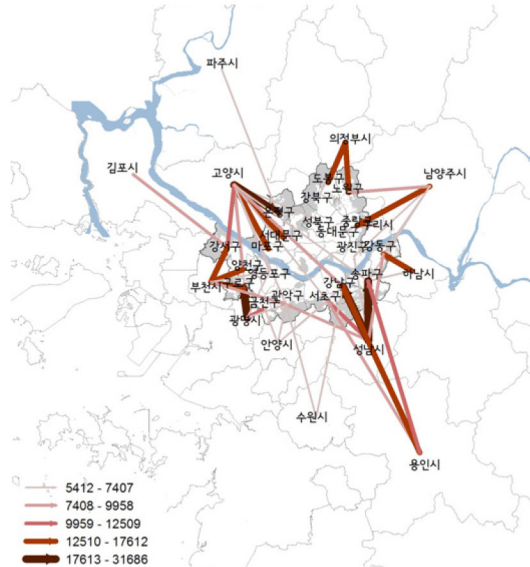 파주시
의정부시
김포시
고양시
도봉구
노원구
남양주시
강북구
은평구
성북구
중랑구
구리시
서대문구
동대문구
마포구
강서구
광진구
강동구
양천구
영등포구
강남구
송파구
하남시
부천시
구로구
금천구
관악구
서초구
광명시
안양시
성남시
수원시
용인시
5412 - 7407
7408 - 9958
9959 - 12509
12510 - 17612
17613 - 31686